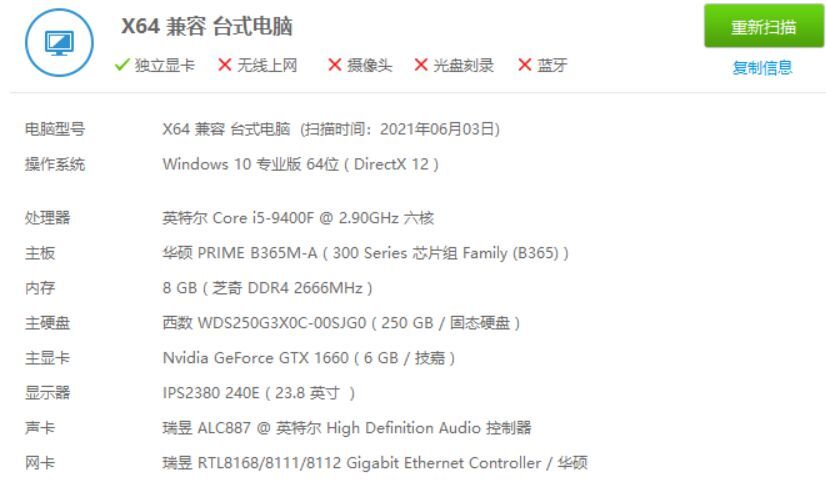 X64 兼容 台式电脑
重新扫描
独立显卡 无线上网 摄像头 光盘刻录 蓝牙
复制信息
电脑型号 X64 兼容 台式电脑 (扫描时间：2021年06月03日)
操作系统 Windows 10 专业版 64位 ( DirectX 12 )
处理器 英特尔 Core i5-9400F @ 2.90GHz 六核
主板 华硕 PRIME B365M-A ( 300 Series 芯片组 Family (B365) )
内存 8 GB ( 芝奇 DDR4 2666MHz )
主硬盘 西数 WDS250G3X0C-00SJG0 ( 250 GB / 固态硬盘 )
主显卡 Nvidia GeForce GTX 1660 ( 6 GB / 技嘉 )
显示器 IPS2380 240E ( 23.8 英寸 )
声卡 瑞昱 ALC887 @ 英特尔 High Definition Audio 控制器
网卡 瑞昱 RTL8168/8111/8112 Gigabit Ethernet Controller / 华硕